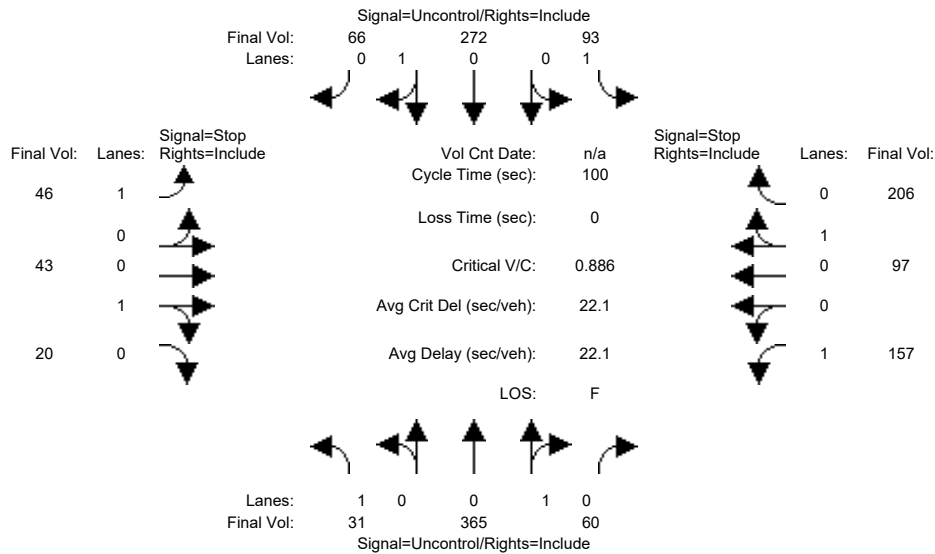 Signal=Uncontrol/Rights=Include
Final Vol: 66 272 93
Lanes: 0 1 0 0 1
Signal=Stop Signal=Stop
Final Vol: Lanes: Rights=Include Vol Cnt Date: n/a Rights=Include Lanes: Final Vol:
Cycle Time (sec): 100
46 1 0 206
Loss Time (sec): 0
0 1
43 0 Critical V/C: 0.886 0 97
1 Avg Crit Del (sec/veh): 22.1 0
20 0 Avg Delay (sec/veh): 22.1 1 157
LOS: F
Lanes: 1 0 0 1 0
Final Vol: 31 365 60
Signal=Uncontrol/Rights=Include